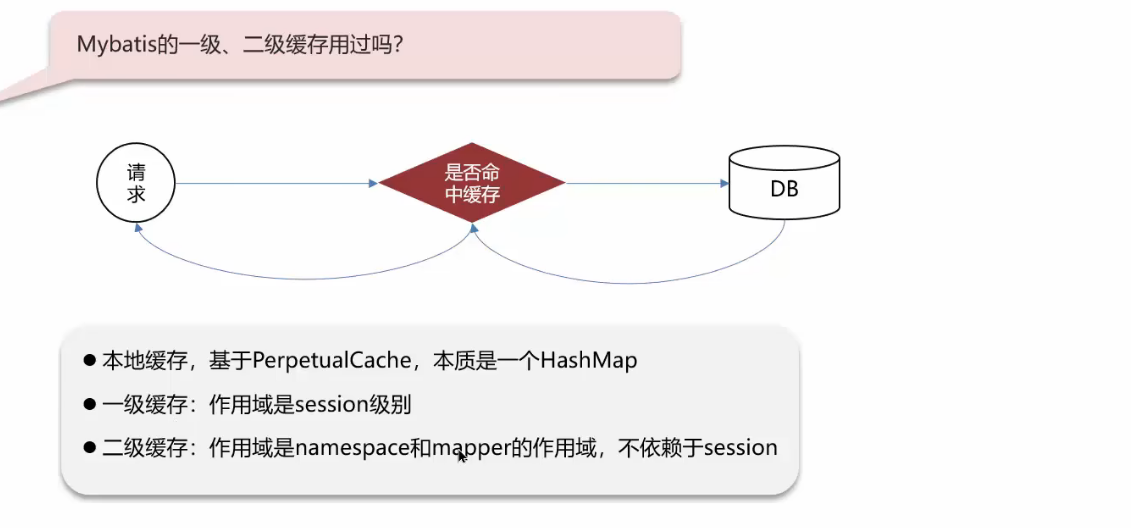 Mybatis的一级、二级缓存用过吗?
请
求
是否命
中缓存
DB
● 本地缓存，基于PerpetualCache，本质是一个HashMap
● 一级缓存：作用域是session级别
● 二级缓存：作用域是namespace和mapper的作用域，不依赖于session